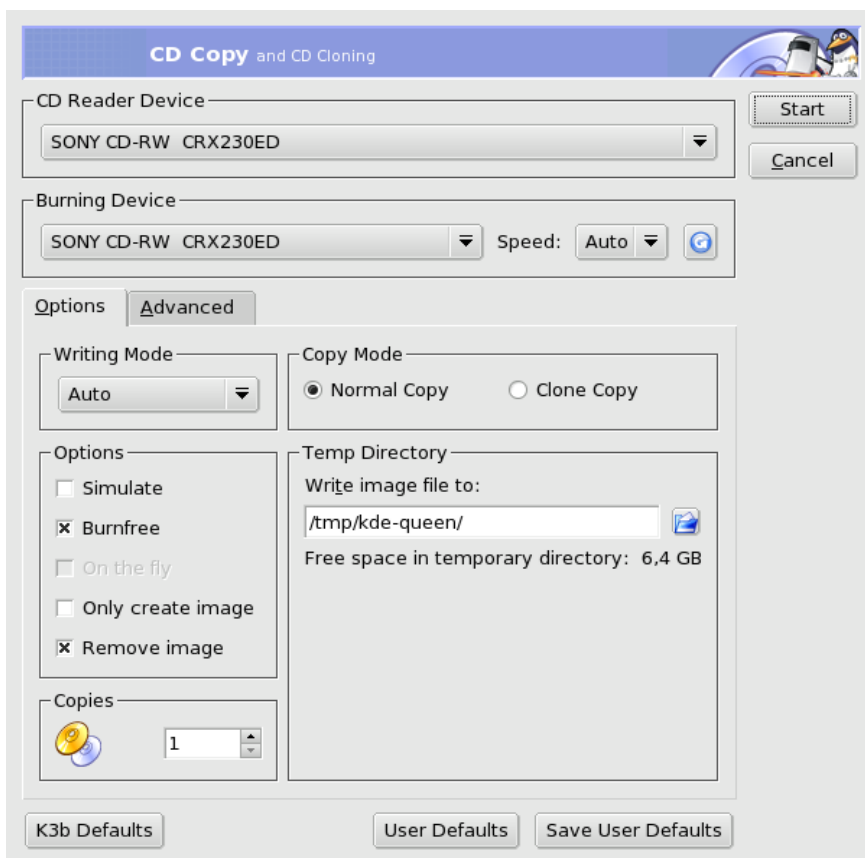 CD Copy and CD Cloning
CD Reader Device
Start
SONY CD-RW CRX230ED
Cancel
Burning Device
SONY CD-RW CRX230ED Speed: Auto
Options Advanced
Writing Mode
Auto
Copy Mode
Normal Copy Clone Copy
Options
Simulate
Burnfree
On the fly
Only create image
Remove image
Temp Directory
Write image file to:
/tmp/kde-queen/
Free space in temporary directory: 6,4 GB
Copies
1
K3b Defaults User Defaults Save User Defaults